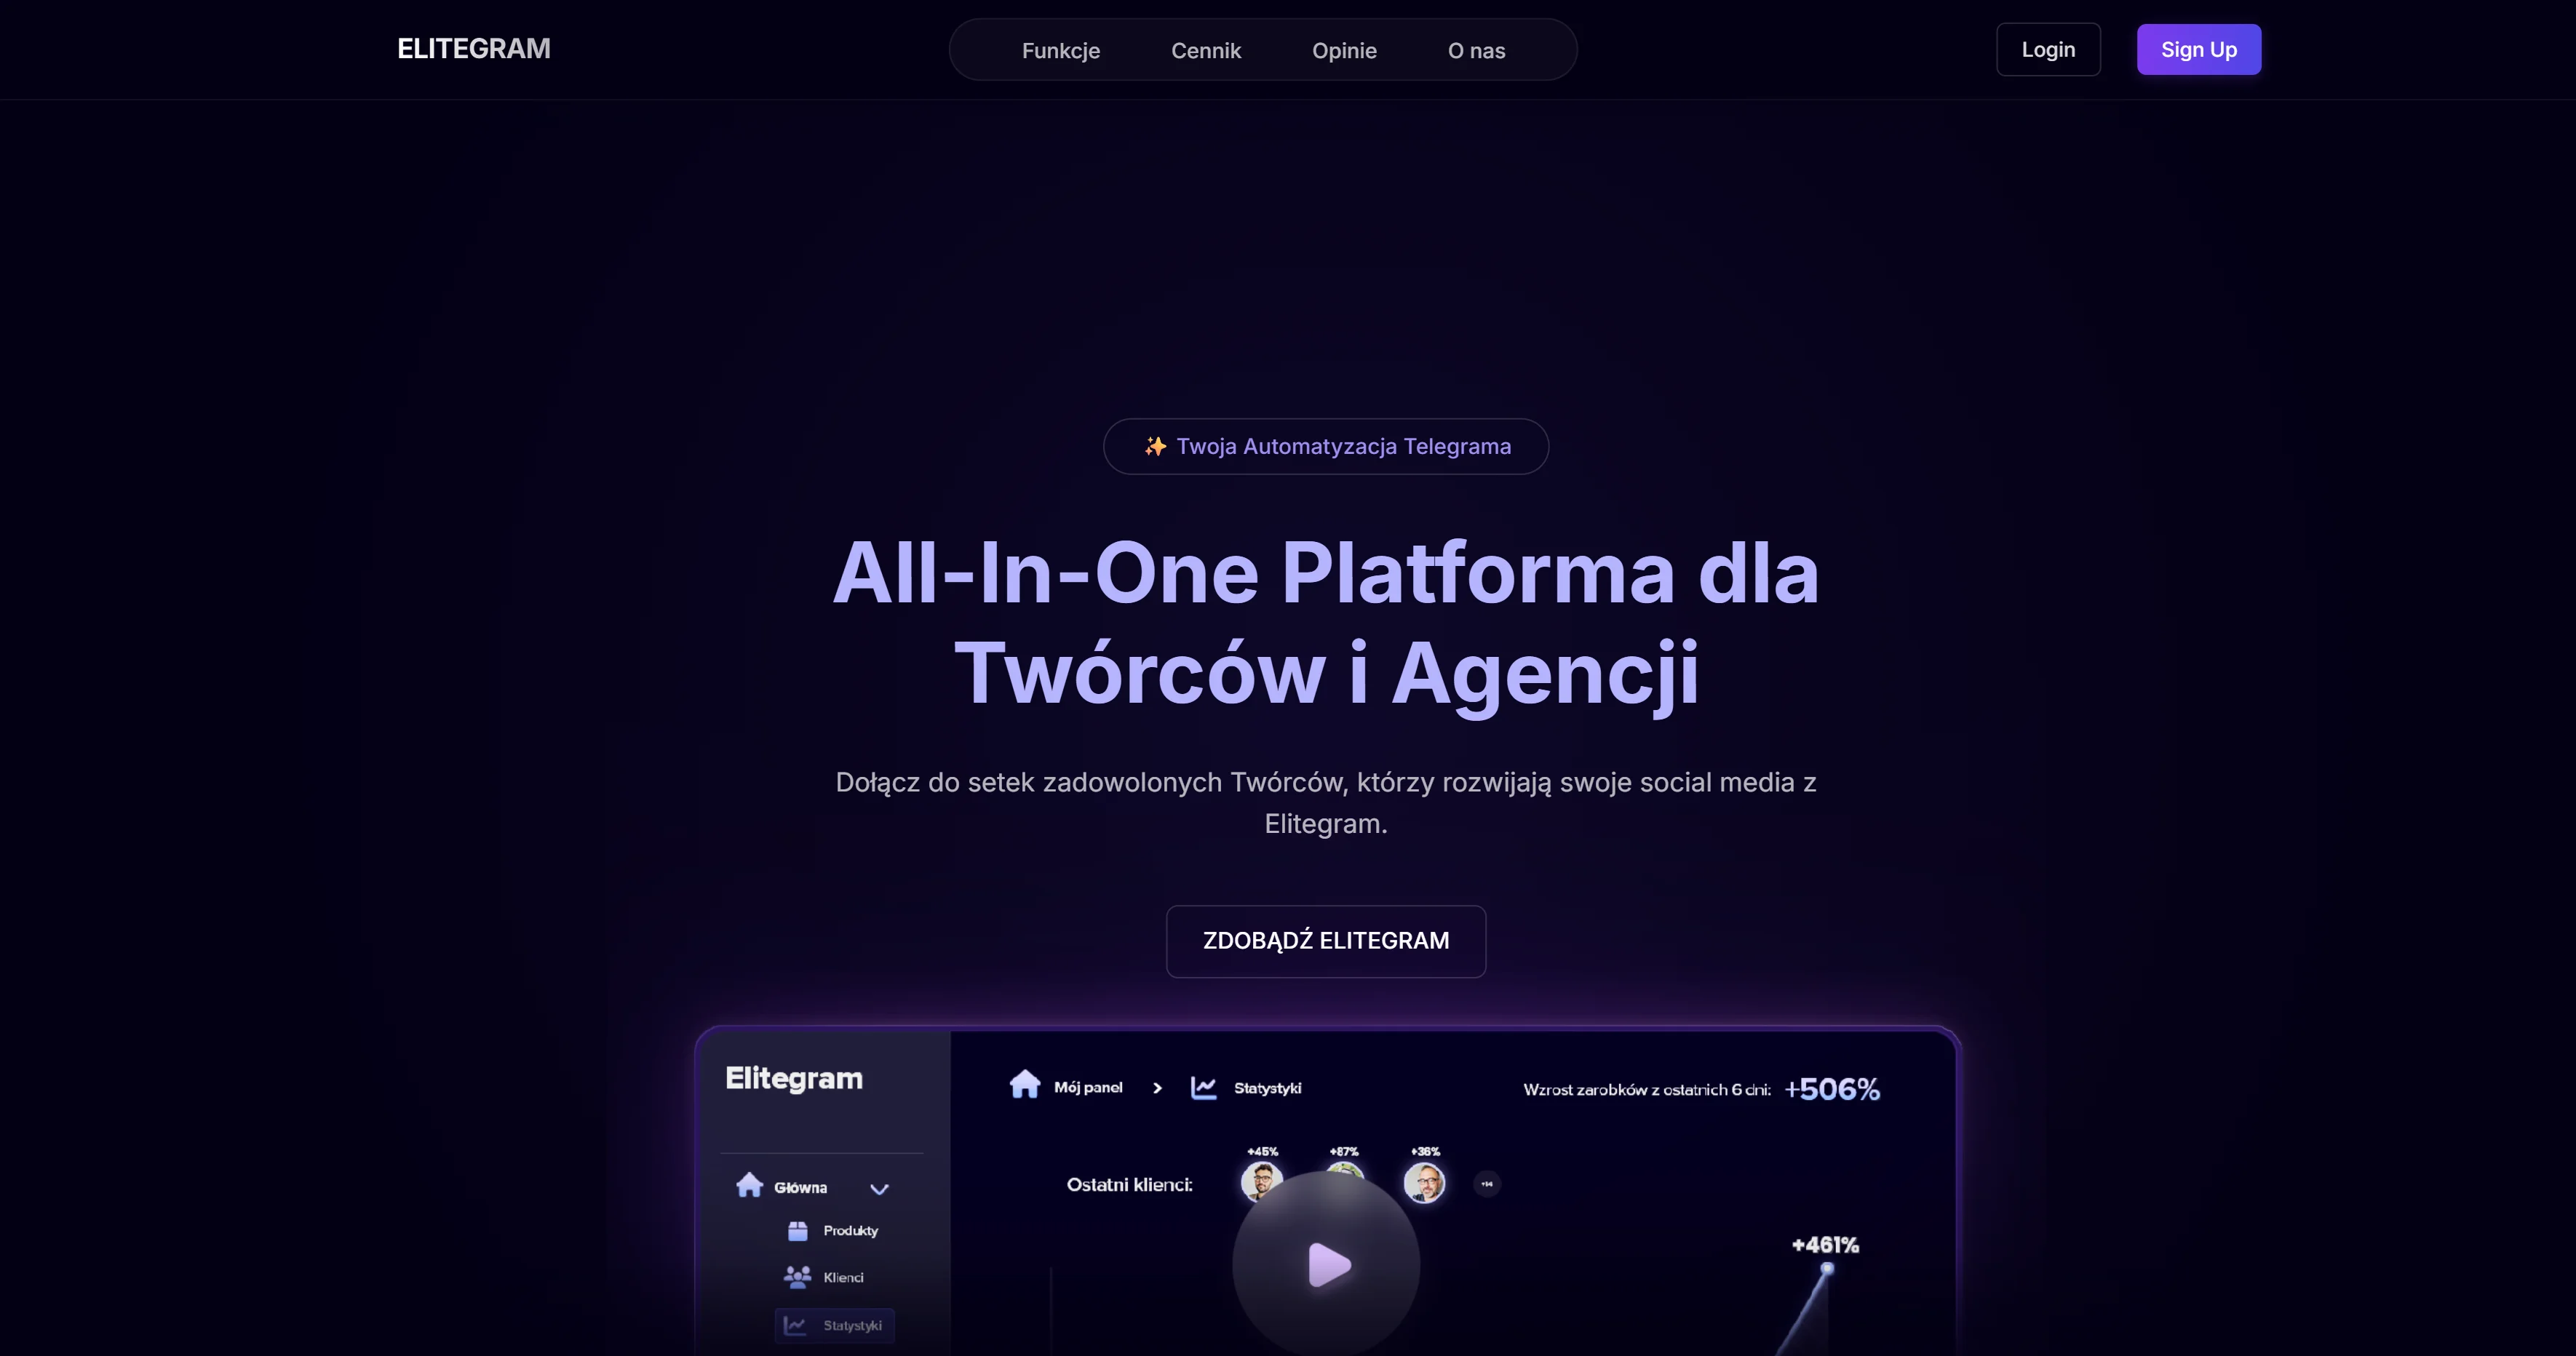 ELITEGRAM
Funkcje
Cennik
Opinie
O nas
Login
Sign Up
✨ Twoja Automatyzacja Telegrama
All-In-One Platforma dla
Twórców i Agencji
Dołącz do setek zadowolonych Twórców, którzy rozwijają swoje social media z
Elitegram.
ZDOBĄDŹ ELITEGRAM
Elitegram
Mój panel > Statystyki
Wzrost zarobków z ostatnich 6 dni: +506%
+45%
+87%
+36%
Ostatni klienci:
+14
Główna
Produkty
Klienci
Statystyki
+461%